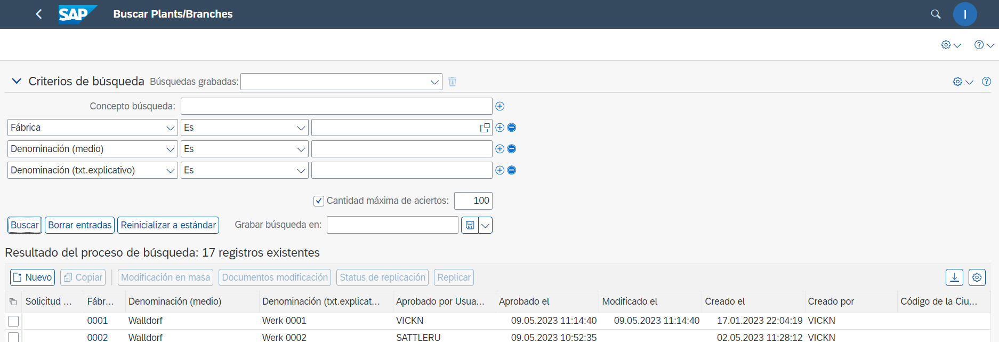 SAP Buscar Plants/Branches I
Criterios de búsqueda Búsquedas grabadas:
Concepto búsqueda:
Fábrica Es
Denominación (medio) Es
Denominación (txt.explicativo) Es
Cantidad máxima de aciertos: 100
Buscar Borrar entradas Reinicializar a estándar Grabar búsqueda en:
Resultado del proceso de búsqueda: 17 registros existentes
Nuevo Copiar Modificación en masa Documentos modificación Status de replicación Replicar
Solicitud ... Fábr... Denominación (medio) Denominación (txt.explicat... Aprobado por Usua... Aprobado el Modificado el Creado el Creado por Código de la Ciu...
0001 Walldorf Werk 0001 VICKN 09.05.2023 11:14:40 09.05.2023 11:14:40 17.01.2023 22:04:19 VICKN
0002 Walldorf Werk 0002 SATTLERU 09.05.2023 10:52:35 02.05.2023 11:28:12 VICKN